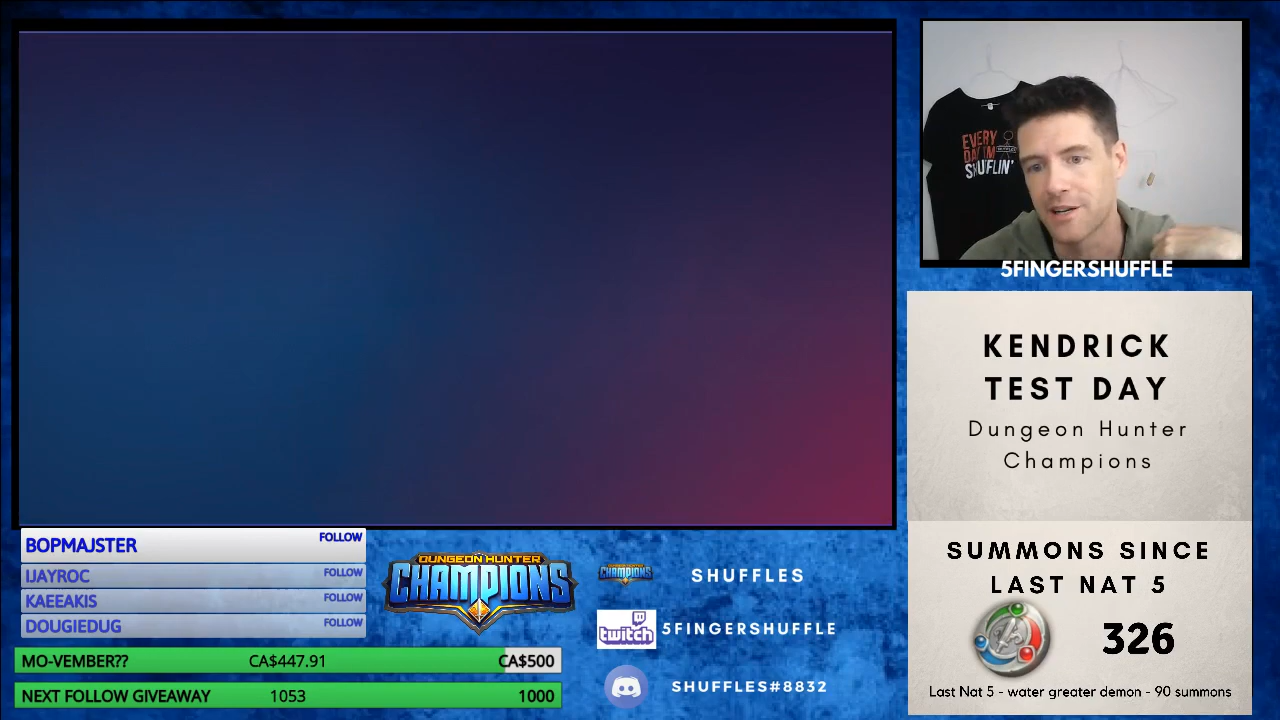 EVERY
DAY I'M
SHUFFLIN'
5FINGERSHUFFLE
KENDRICK
TEST DAY
Dungeon Hunter
Champions
SUMMONS SINCE
LAST NAT 5
326
Last Nat 5 - water greater demon - 90 summons
BOPMAJSTER FOLLOW
IJAYROC FOLLOW
KAEEAKIS FOLLOW
DOUGIEDUG FOLLOW
MO-VEMBER?? CA$447.91 CA$500
NEXT FOLLOW GIVEAWAY 1053 1000
DUNGEON HUNTER
CHAMPIONS
CHAMPIONS SHUFFLES
twitch 5FINGERSHUFFLE
SHUFFLES#8832